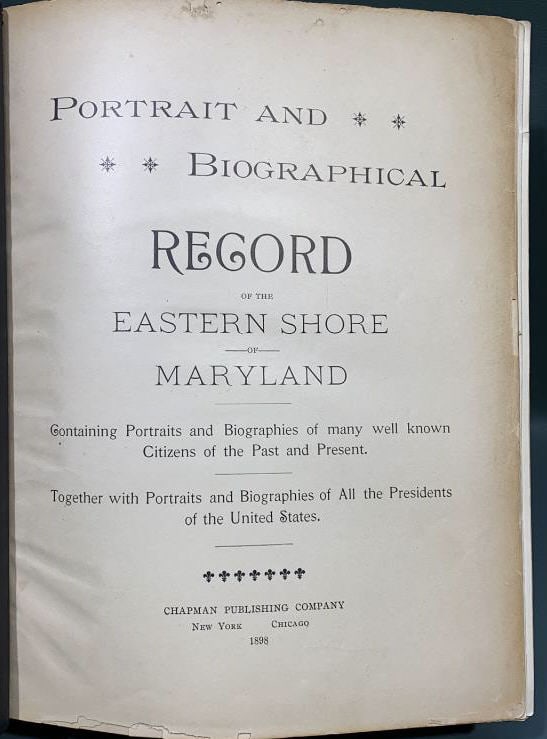 PORTRAIT AND
BIOGRAPHICAL
RECORD
OF THE
EASTERN SHORE
OF
MARYLAND
Containing Portraits and Biographies of many well known
Citizens of the Past and Present.
Together with Portraits and Biographies of All the Presidents
of the United States.
CHAPMAN PUBLISHING COMPANY
NEW YORK CHICAGO
1898